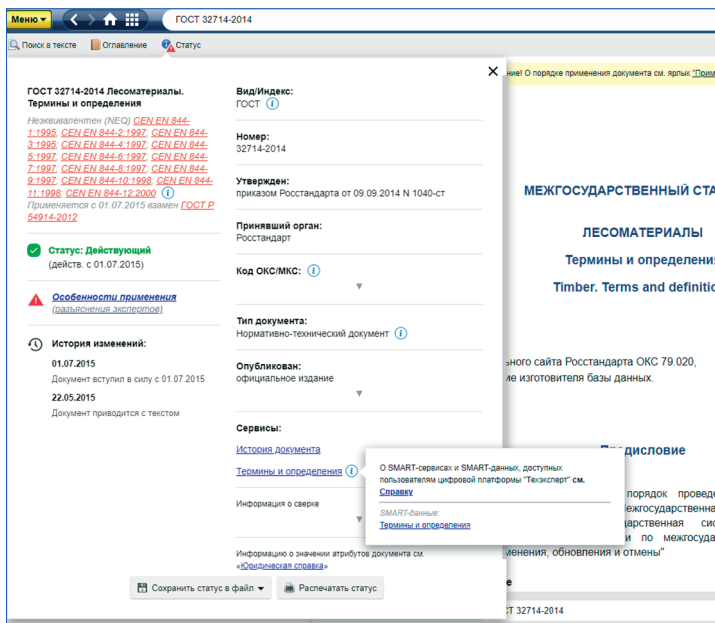 Меню
ГОСТ 32714-2014
Поиск в тексте Оглавление Статус
ГОСТ 32714-2014 Лесоматериалы.
Термины и определения
Неэквивалентен (NEQ) CEN EN 844-
1:1995; CEN EN 844-2:1997; CEN EN 844-
3:1995; CEN EN 844-4:1997; CEN EN 844-
5:1997; CEN EN 844-6:1997; CEN EN 844-
7:1997; CEN EN 844-8:1997; CEN EN 844-
9:1997; CEN EN 844-10:1998; CEN EN 844-
11:1998; CEN EN 844-12:2000
Применяется с 01.07.2015 взамен ГОСТ Р
54914-2012
Статус: Действующий
(действ. с 01.07.2015)
Особенности применения
(разъяснения экспертов)
История изменений:
01.07.2015
Документ вступил в силу с 01.07.2015
22.05.2015
Документ приводится с текстом
Вид/Индекс:
ГОСТ
Номер:
32714-2014
Утвержден:
приказом Росстандарта от 09.09.2014 N 1040-ст
Принявший орган:
Росстандарт
Код ОКС/МКС:
Тип документа:
Нормативно-технический документ
Опубликован:
официальное издание
Сервисы:
История документа
Термины и определения
Информация о сверке
Информацию о значении атрибутов документа см.
«Юридическая справка»
Сохранить статус в файл
Распечатать статус
О SMART-сервисах и SMART-данных, доступных
пользователям цифровой платформы "Техэксперт" см.
Справку
SMART-данные:
Термины и определения
ние! О порядке применения документа см. ярлык "Прим
МЕЖГОСУДАРСТВЕННЫЙ СТА
ЛЕСОМАТЕРИАЛЫ
Термины и определения
Timber. Terms and definitio
ьного сайта Росстандарта ОКС 79.020,
ие изготовителя базы данных.
дисловие
порядок проведе
ежгосударственна
дарственная сис
и по межгосуда
менения, обновления и отмены"
е
СТ 32714-2014